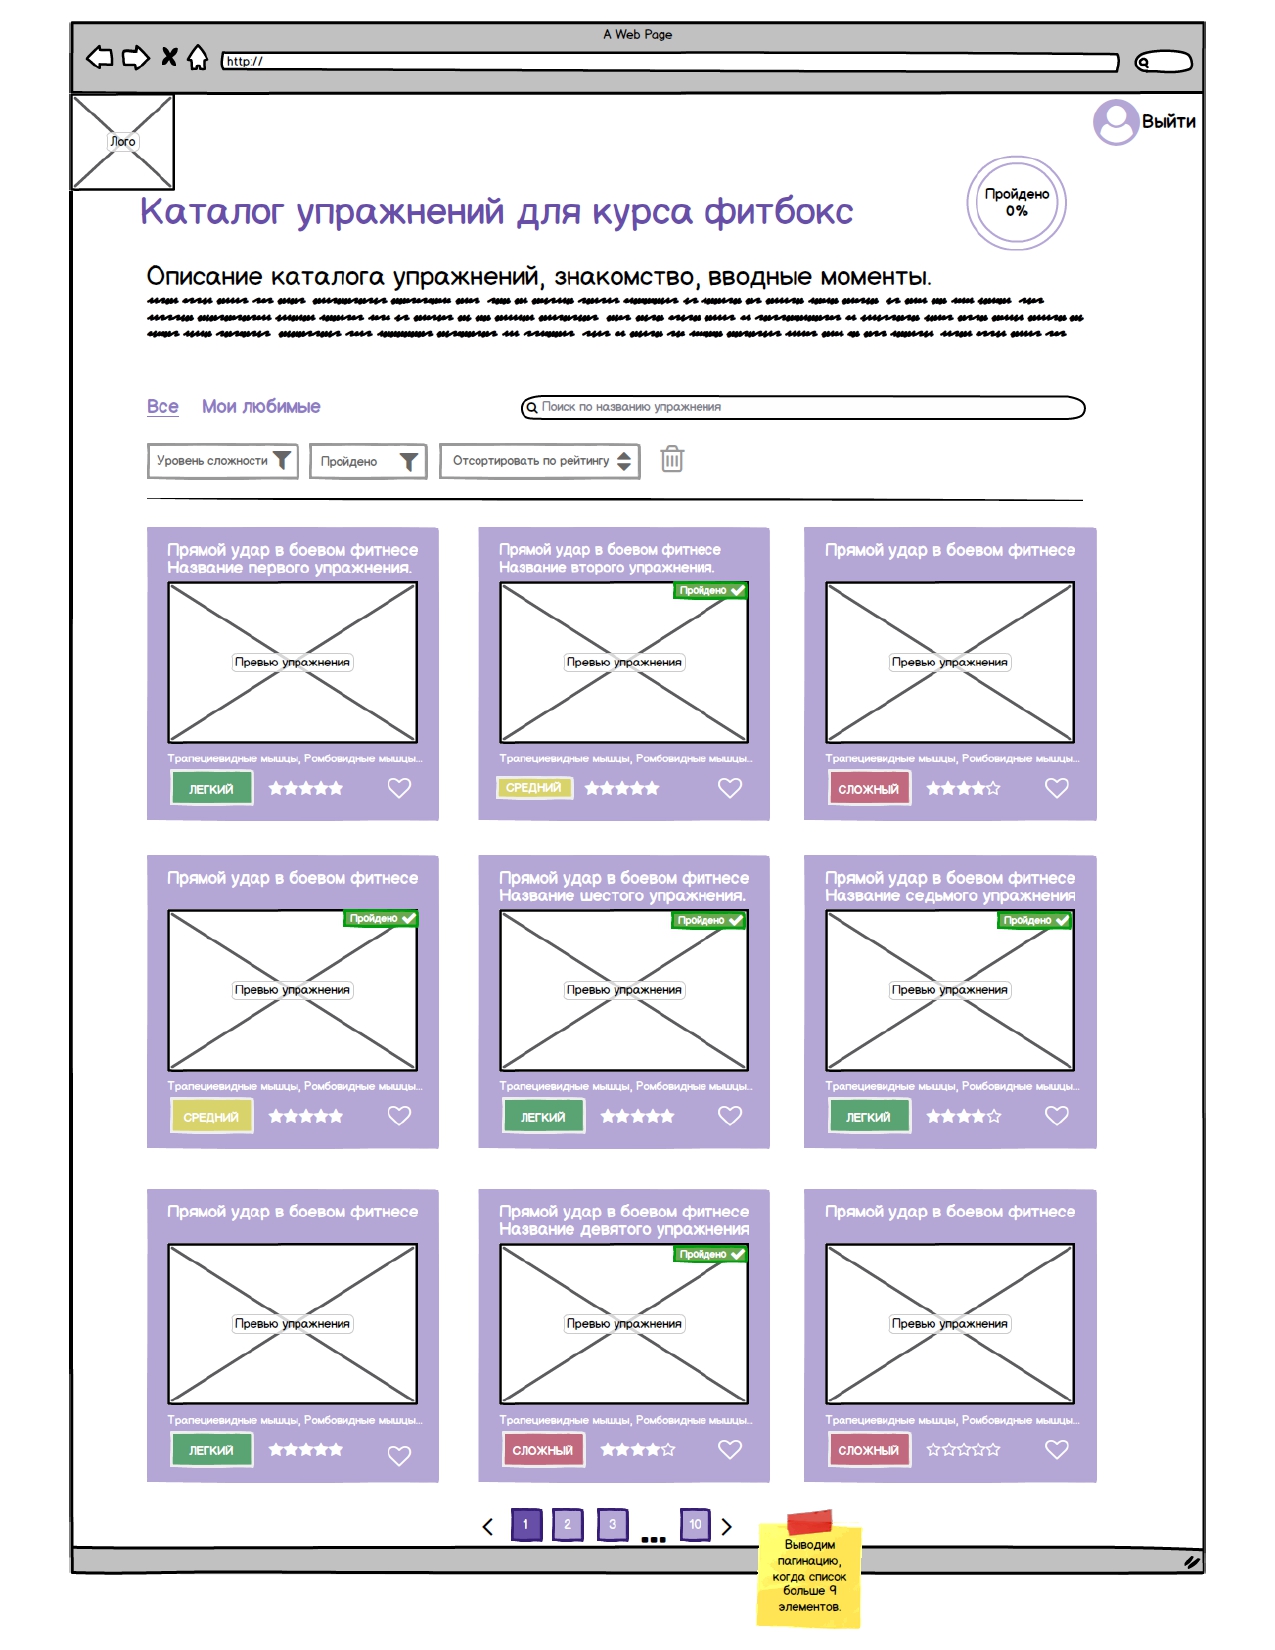 A Web Page
http://
Лого
Выйти
Каталог упражнений для курса фитбокс
Пройдено
0%
Описание каталога упражнений, знакомство, вводные моменты.
Все
Мои любимые
Поиск по названию упражнения
Уровень сложности
Пройдено
Отсортировать по рейтингу
Прямой удар в боевом фитнесе
Название первого упражнения.
Превью упражнения
Трапециевидные мышцы, Ромбовидные мышцы...
ЛЕГКИЙ
Прямой удар в боевом фитнесе
Название второго упражнения.
Пройдено
Превью упражнения
Трапециевидные мышцы, Ромбовидные мышцы..
СРЕДНИЙ
Прямой удар в боевом фитнесе
Превью упражнения
Трапециевидные мышцы, Ромбовидные мышцы...
СЛОЖНЫЙ
Прямой удар в боевом фитнесе
Пройдено
Превью упражнения
Трапециевидные мышцы, Ромбовидные мышцы...
СРЕДНИЙ
Прямой удар в боевом фитнесе
Название шестого упражнения.
Пройдено
Превью упражнения
Трапециевидные мышцы, Ромбовидные мышцы..
ЛЕГКИЙ
Прямой удар в боевом фитнесе
Название седьмого упражнения
Пройдено
Превью упражнения
Трапециевидные мышцы, Ромбовидные мышцы...
ЛЕГКИЙ
Прямой удар в боевом фитнесе
Превью упражнения
Трапециевидные мышцы, Ромбовидные мышцы...
ЛЕГКИЙ
Прямой удар в боевом фитнесе
Название девятого упражнения
Пройдено
Превью упражнения
Трапециевидные мышцы, Ромбовидные мышцы..
СЛОЖНЫЙ
Прямой удар в боевом фитнесе
Превью упражнения
Трапециевидные мышцы, Ромбовидные мышцы...
СЛОЖНЫЙ
1 2 3 ... 10
Выводим
пагинацию,
когда список
больше 9
элементов.